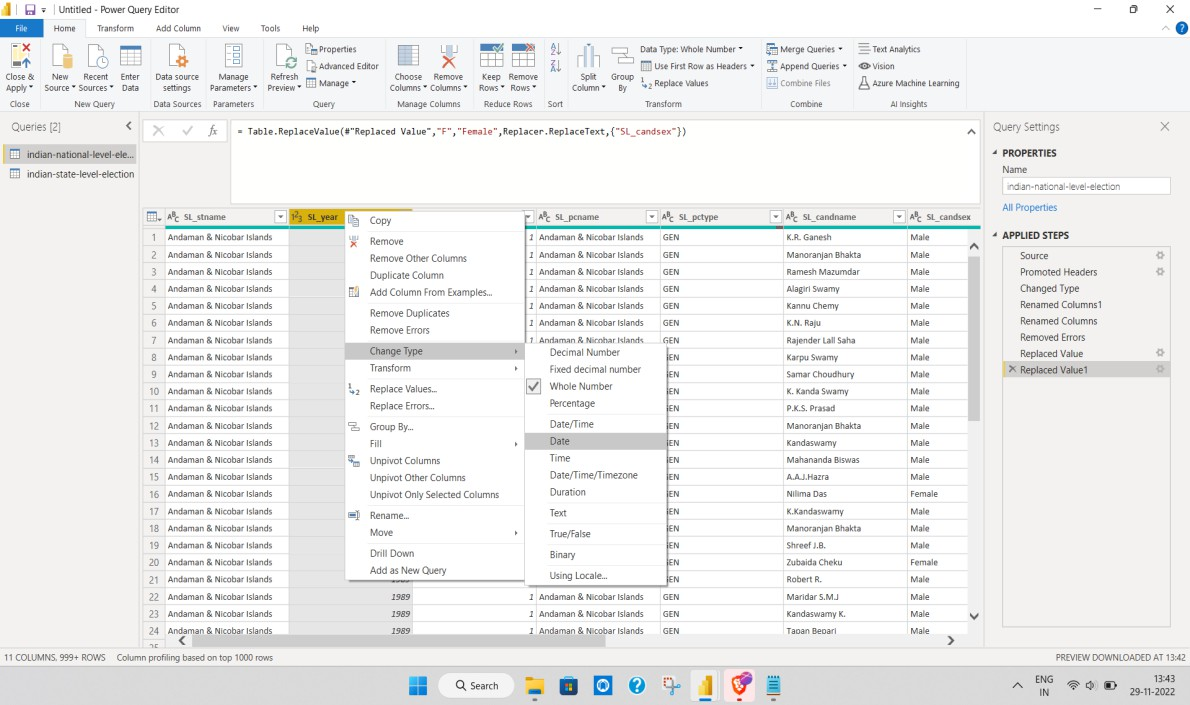 Untitled - Power Query Editor
File Home Transform Add Column View Tools Help
Close & Apply
New Source
Recent Sources
Enter Data
Data source settings
Manage Parameters
Refresh Preview
Properties
Advanced Editor
Manage
Choose Columns
Remove Columns
Keep Rows
Remove Rows
Split Column
Group By
Data Type: Whole Number
Use First Row as Headers
1 2 Replace Values
Merge Queries
Append Queries
Combine Files
Text Analytics
Vision
Azure Machine Learning
Close New Query Data Sources Parameters Query Manage Columns Reduce Rows Sort Transform Combine AI Insights
Queries [2]
indian-national-level-ele...
indian-state-level-election
fx = Table.ReplaceValue(#"Replaced Value","F","Female",Replacer.ReplaceText,{"SL_candsex"})
SL_stname 123 SL_year ABC SL_pcname ABC SL_pctype ABC SL_candname ABC SL_candsex
1 Andaman & Nicobar Islands 1 Andaman & Nicobar Islands GEN K.R. Ganesh Male
2 Andaman & Nicobar Islands 1 Andaman & Nicobar Islands GEN Manoranjan Bhakta Male
3 Andaman & Nicobar Islands 1 Andaman & Nicobar Islands GEN Ramesh Mazumdar Male
4 Andaman & Nicobar Islands 1 Andaman & Nicobar Islands GEN Alagiri Swamy Male
5 Andaman & Nicobar Islands 1 Andaman & Nicobar Islands GEN Kannu Chemy Male
6 Andaman & Nicobar Islands 1 Andaman & Nicobar Islands GEN K.N. Raju Male
7 Andaman & Nicobar Islands 1 Andaman & Nicobar Islands GEN Rajender Lall Saha Male
8 Andaman & Nicobar Islands Karpu Swamy Male
9 Andaman & Nicobar Islands Samar Choudhury Male
10 Andaman & Nicobar Islands K. Kanda Swamy Male
11 Andaman & Nicobar Islands P.K.S. Prasad Male
12 Andaman & Nicobar Islands Manoranjan Bhakta Male
13 Andaman & Nicobar Islands Kandaswamy Male
14 Andaman & Nicobar Islands Mahananda Biswas Male
15 Andaman & Nicobar Islands A.A.J.Hazra Male
16 Andaman & Nicobar Islands Nilima Das Female
17 Andaman & Nicobar Islands K.Kandaswamy Male
18 Andaman & Nicobar Islands Manoranjan Bhakta Male
19 Andaman & Nicobar Islands Shreef J.B. Male
20 Andaman & Nicobar Islands Zubaida Cheku Female
21 Andaman & Nicobar Islands Robert R. Male
22 Andaman & Nicobar Islands 1989 1 Andaman & Nicobar Islands GEN Maridar S.M.J Male
23 Andaman & Nicobar Islands 1989 1 Andaman & Nicobar Islands GEN Kandaswamy K. Male
24 Andaman & Nicobar Islands 1989 1 Andaman & Nicobar Islands GEN Tapan Bepari Male
Copy
Remove
Remove Other Columns
Duplicate Column
Add Column From Examples...
Remove Duplicates
Remove Errors
Change Type
Transform
Replace Values...
Replace Errors...
Group By...
Fill
Unpivot Columns
Unpivot Other Columns
Unpivot Only Selected Columns
Rename...
Move
Drill Down
Add as New Query
Decimal Number
Fixed decimal number
Whole Number
Percentage
Date/Time
Date
Time
Date/Time/Timezone
Duration
Text
True/False
Binary
Using Locale...
Query Settings
PROPERTIES
Name
indian-national-level-election
All Properties
APPLIED STEPS
Source
Promoted Headers
Changed Type
Renamed Columns1
Renamed Columns
Removed Errors
Replaced Value
Replaced Value1
11 COLUMNS, 999+ ROWS Column profiling based on top 1000 rows PREVIEW DOWNLOADED AT 13:42
Search
ENG
IN
13:43
29-11-2022